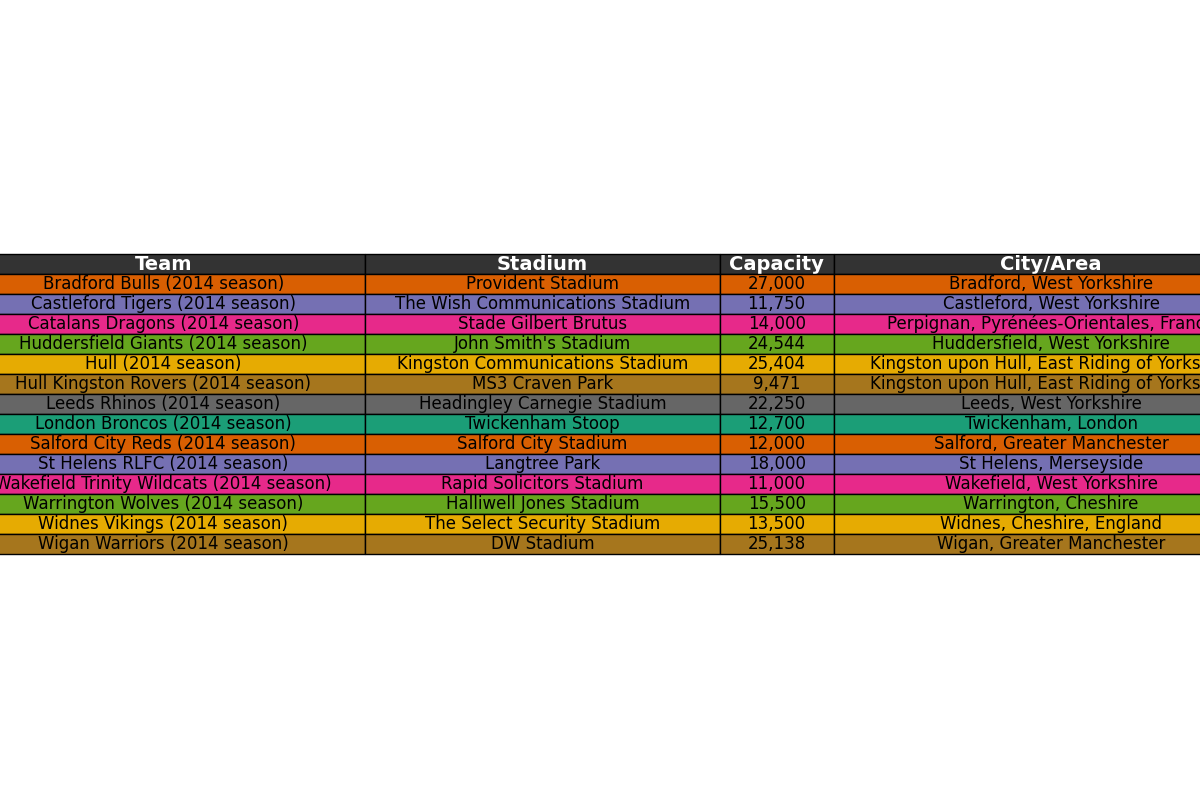 Team Stadium Capacity City/Area
Bradford Bulls (2014 season) Provident Stadium 27,000 Bradford, West Yorkshire
Castleford Tigers (2014 season) The Wish Communications Stadium 11,750 Castleford, West Yorkshire
Catalans Dragons (2014 season) Stade Gilbert Brutus 14,000 Perpignan, Pyrénées-Orientales,
Huddersfield Giants (2014 season) John Smith's Stadium 24,544 Huddersfield, West Yorkshire
Hull (2014 season) Kingston Communications Stadium 25,404 Kingston upon Hull, East Riding of
Hull Kingston Rovers (2014 season) MS3 Craven Park 9,471 Kingston upon Hull, East Riding of
Leeds Rhinos (2014 season) Headingley Carnegie Stadium 22,250 Leeds, West Yorkshire
London Broncos (2014 season) Twickenham Stoop 12,700 Twickenham, London
Salford City Reds (2014 season) Salford City Stadium 12,000 Salford, Greater Manchester
St Helens RLFC (2014 season) Langtree Park 18,000 St Helens, Merseyside
Wakefield Trinity Wildcats (2014 season) Rapid Solicitors Stadium 11,000 Wakefield, West Yorkshire
Warrington Wolves (2014 season) Halliwell Jones Stadium 15,500 Warrington, Cheshire
Widnes Vikings (2014 season) The Select Security Stadium 13,500 Widnes, Cheshire, England
Wigan Warriors (2014 season) DW Stadium 25,138 Wigan, Greater Manchester